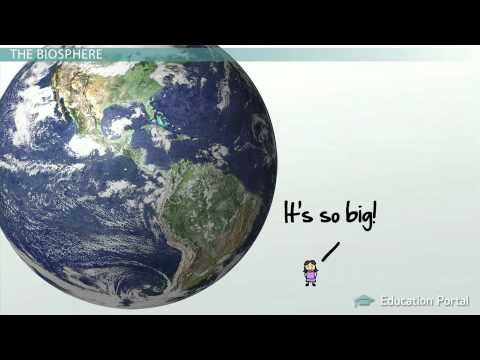 THE BIOSPHERE
It's so big!
Education Portal